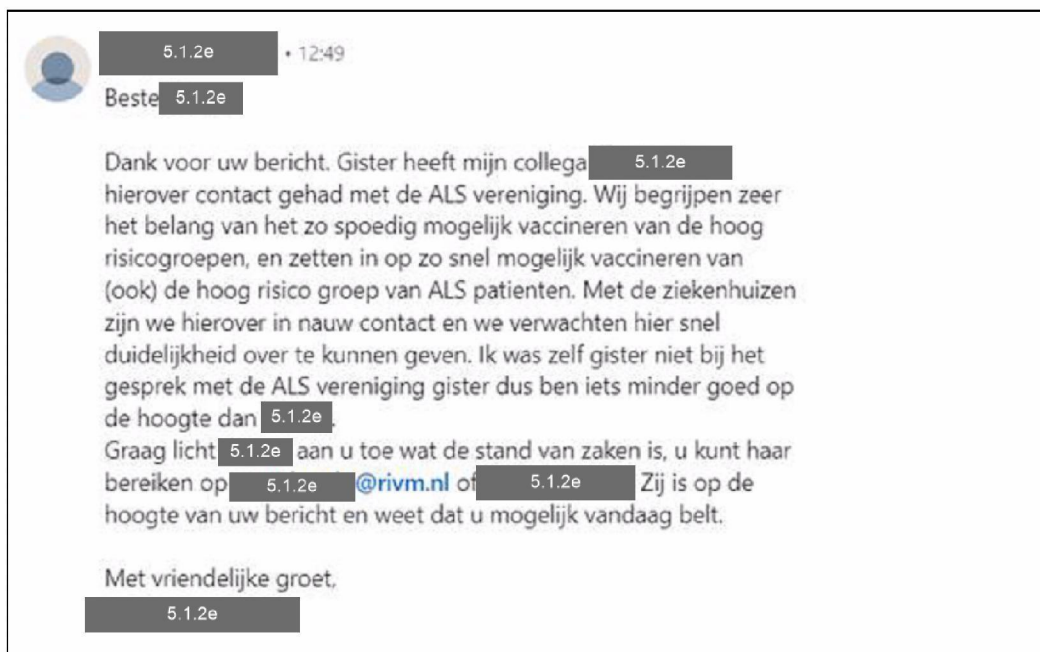 5.1.2e • 12:49
Beste 5.1.2e
Dank voor uw bericht. Gister heeft mijn collega 5.1.2e
hierover contact gehad met de ALS vereniging. Wij begrijpen zeer
het belang van het zo spoedig mogelijk vaccineren van de hoog
risicogroepen, en zetten in op zo snel mogelijk vaccineren van
(ook) de hoog risico groep van ALS patienten. Met de ziekenhuizen
zijn we hierover in nauw contact en we verwachten hier snel
duidelijkheid over te kunnen geven. Ik was zelf gister niet bij het
gesprek met de ALS vereniging gister dus ben iets minder goed op
de hoogte dan 5.1.2e.
Graag licht 5.1.2e aan u toe wat de stand van zaken is, u kunt haar
bereiken op 5.1.2e @rivm.nl of 5.1.2e Zij is op de
hoogte van uw bericht en weet dat u mogelijk vandaag belt.
Met vriendelijke groet,
5.1.2e